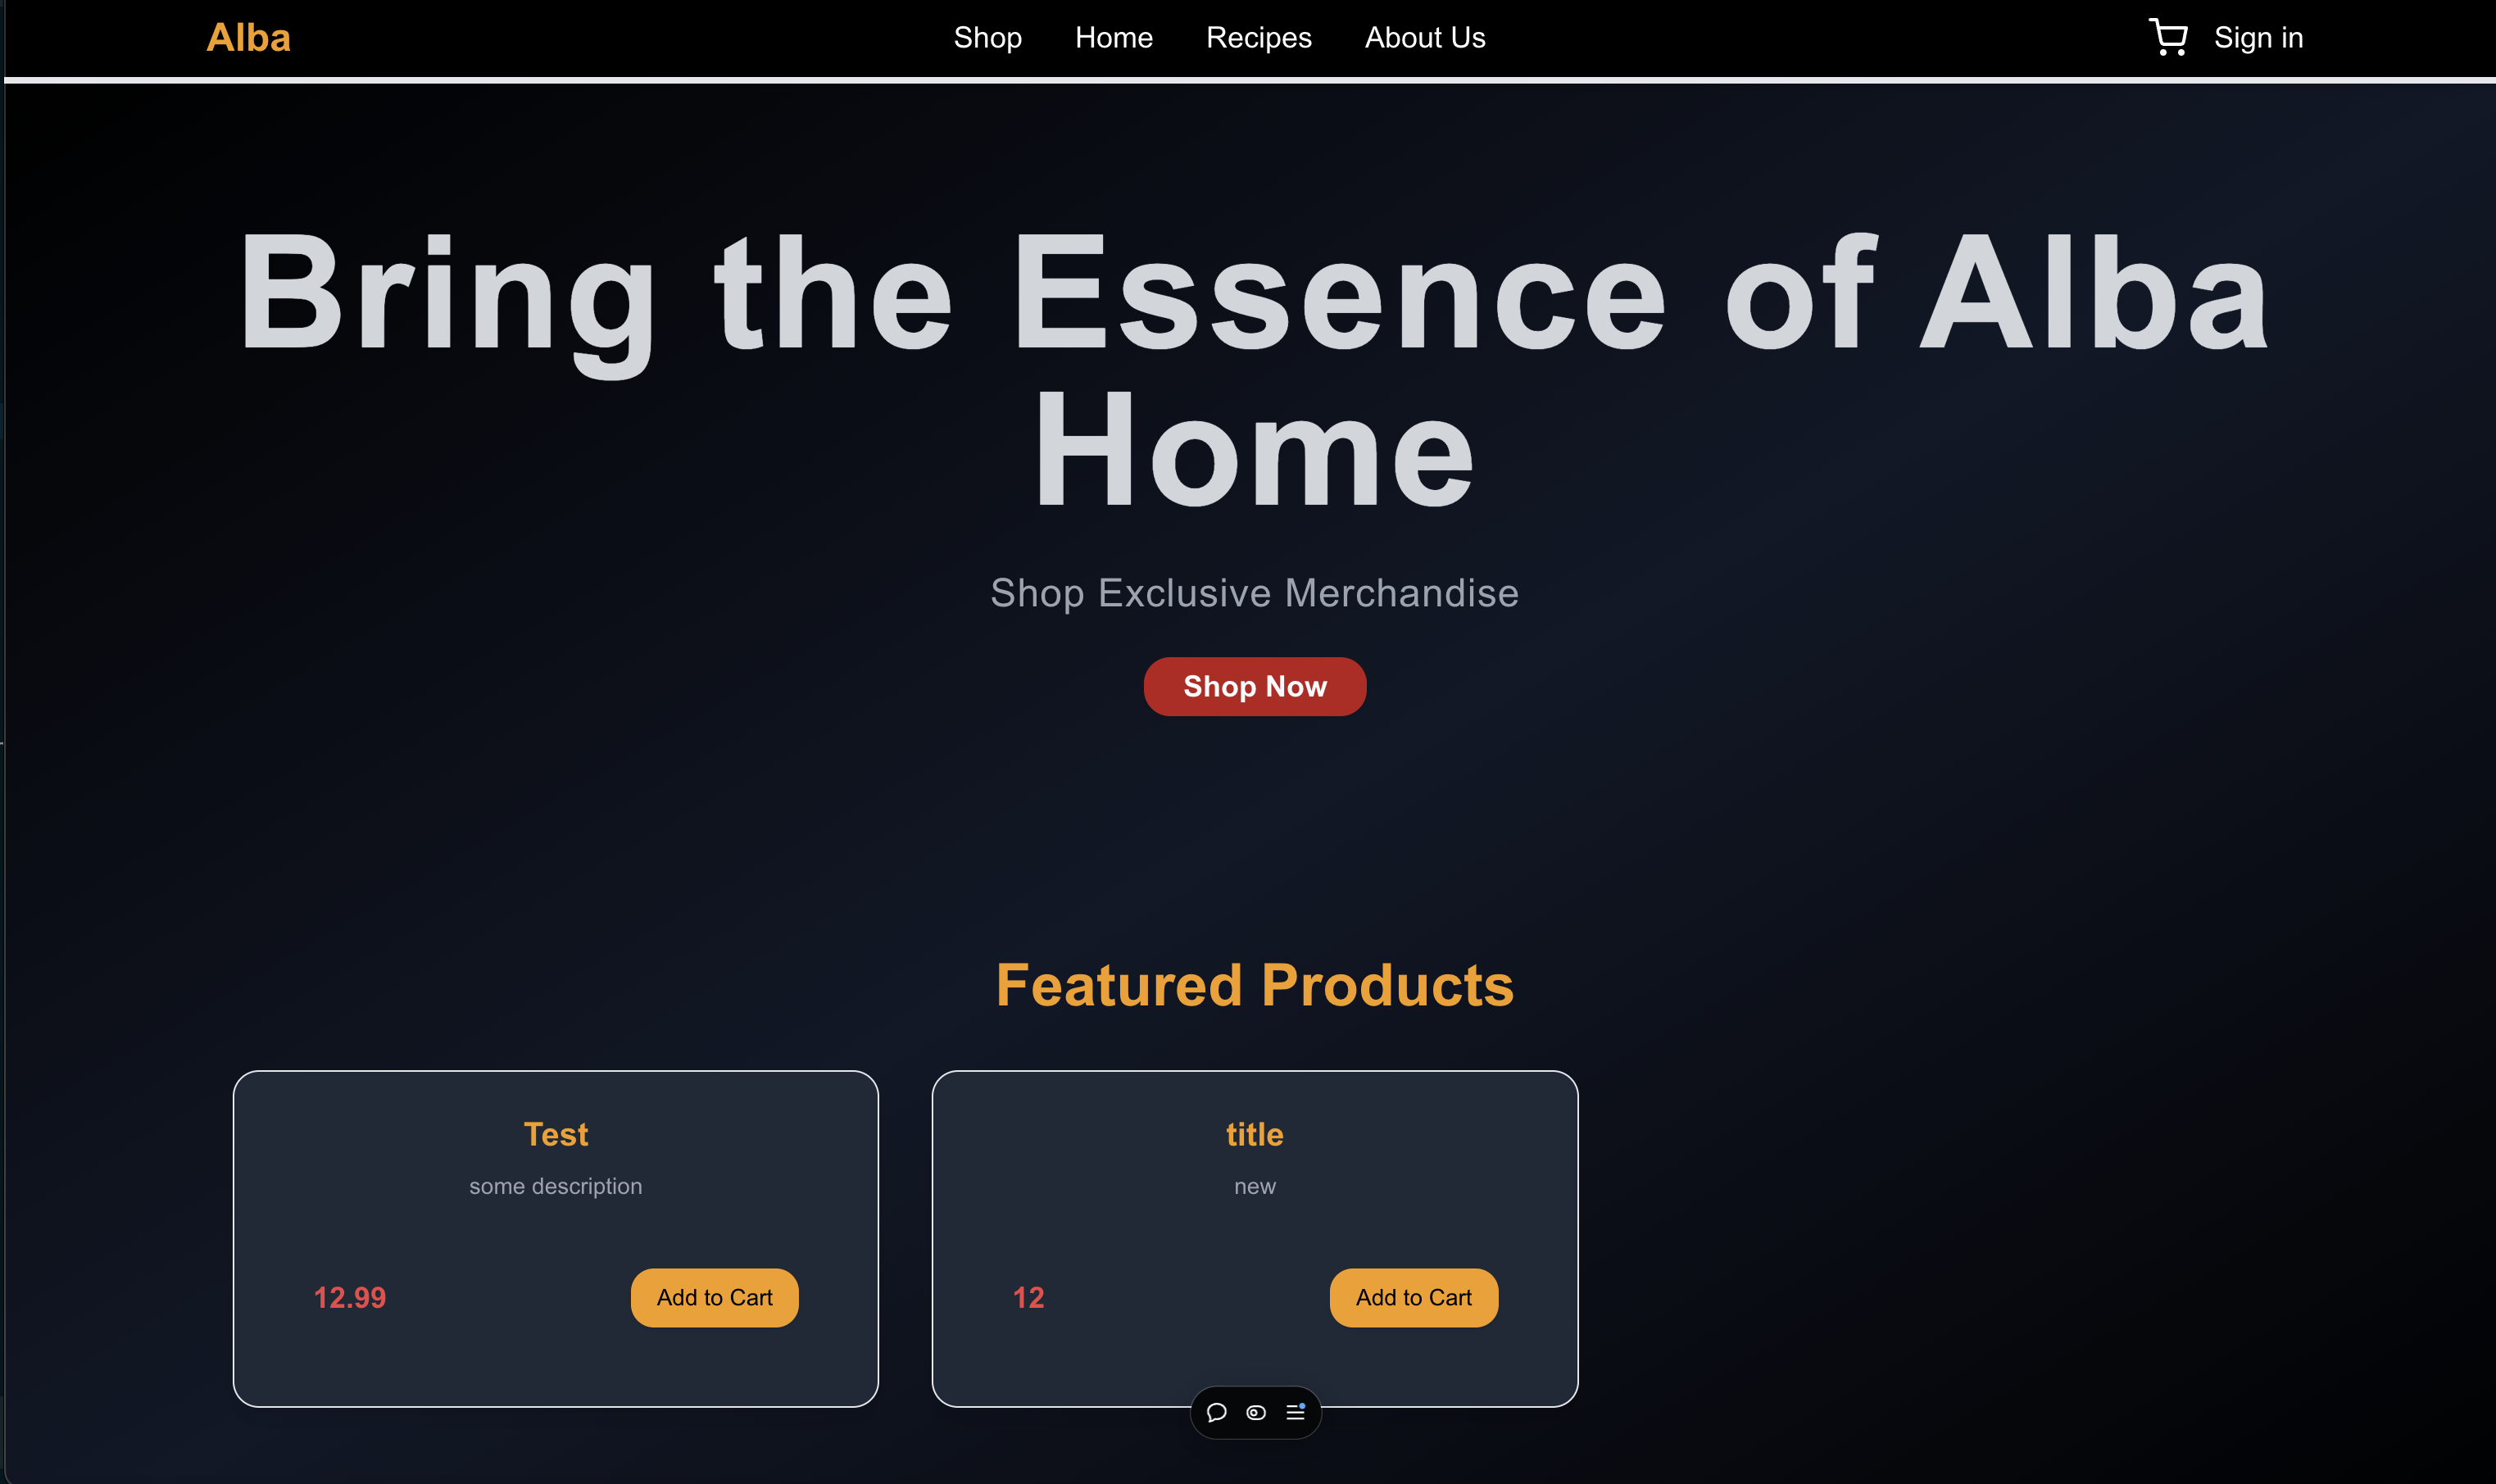 Alba
Shop Home Recipes About Us
Sign in
Bring the Essence of Alba
Home
Shop Exclusive Merchandise
Shop Now
Featured Products
Test
some description
12.99
Add to Cart
title
new
12
Add to Cart